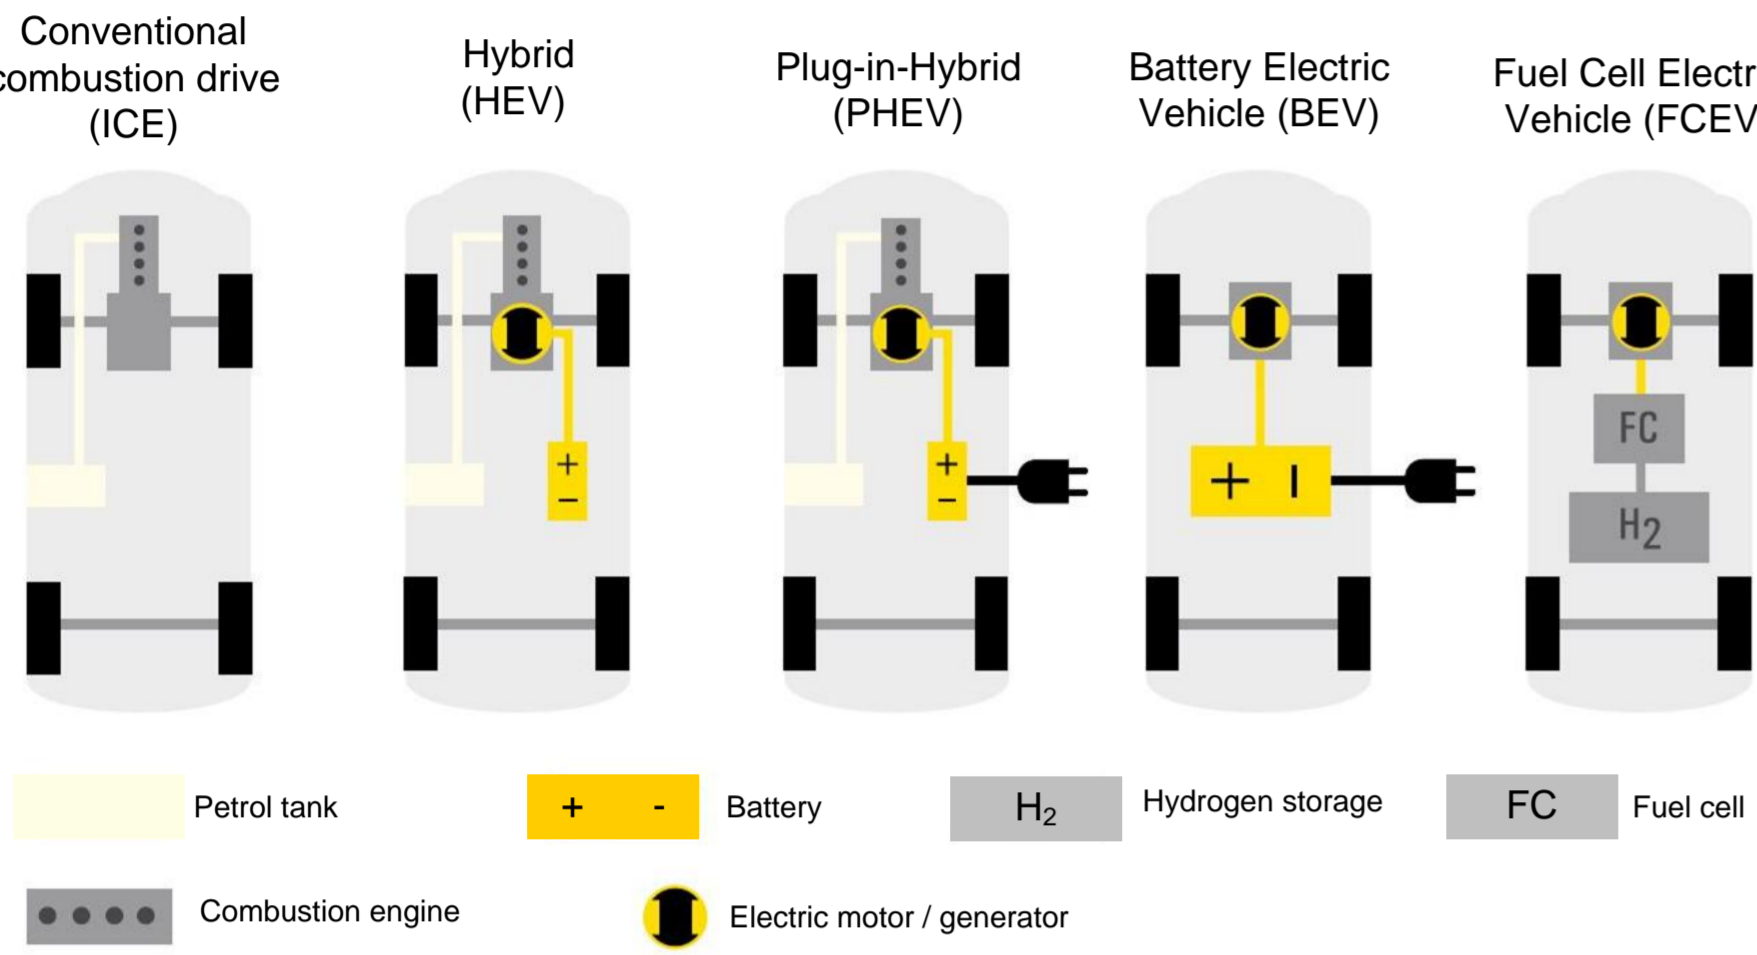 Conventional
combustion drive
(ICE)
Hybrid
(HEV)
Plug-in-Hybrid
(PHEV)
Battery Electric
Vehicle (BEV)
Fuel Cell Electr
Vehicle (FCEV
+
–
+
–
+ –
FC
H2
Petrol tank
+ -
Battery
H2
Hydrogen storage
FC
Fuel cell
Combustion engine
Electric motor / generator